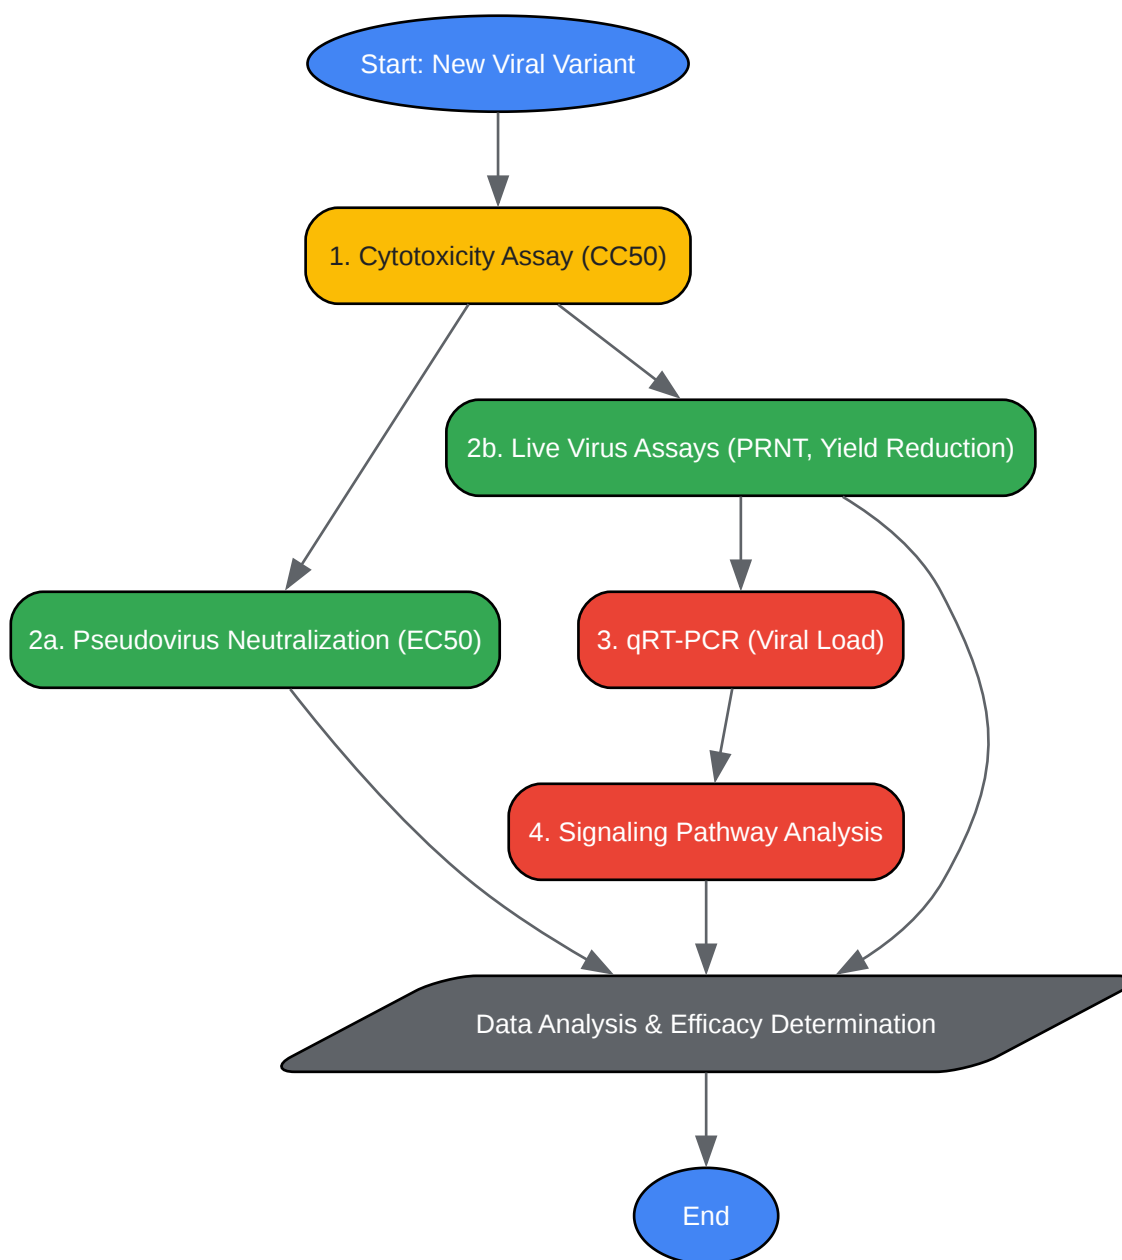 Start: New Viral Variant
1. Cytotoxicity Assay (CC50)
2b. Live Virus Assays (PRNT, Yield Reduction)
2a. Pseudovirus Neutralization (EC50)
3. qRT-PCR (Viral Load)
4. Signaling Pathway Analysis
Data Analysis & Efficacy Determination
End